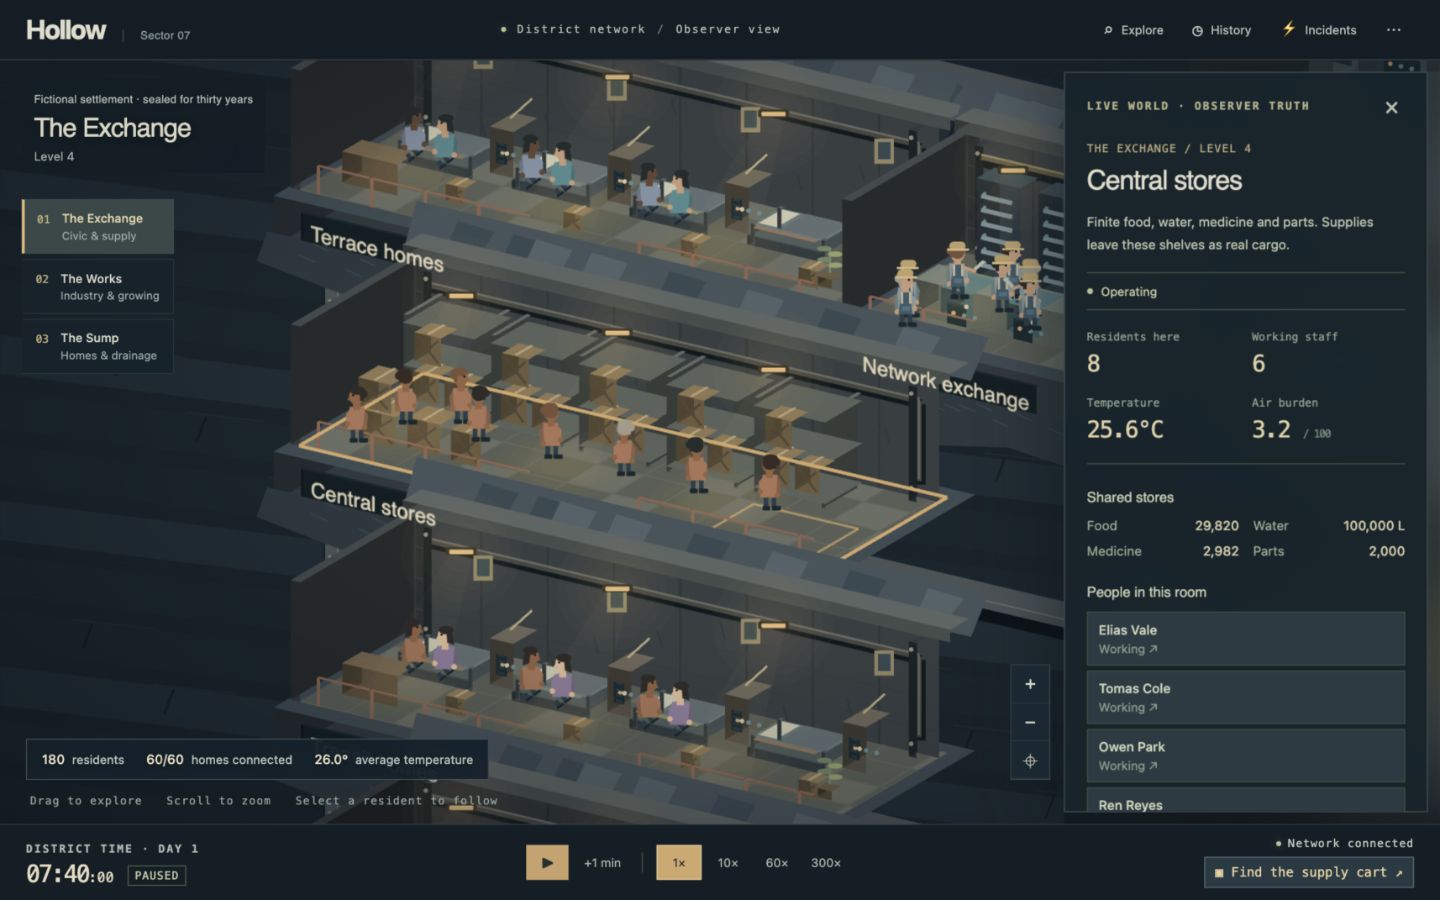 Hollow
Sector 07
District network / Observer view
Explore
History
Incidents
Fictional settlement · sealed for thirty years
The Exchange
Level 4
01 The Exchange
Civic & supply
02 The Works
Industry & growing
03 The Sump
Homes & drainage
Terrace homes
Network exchange
Central stores
LIVE WORLD · OBSERVER TRUTH
THE EXCHANGE / LEVEL 4
Central stores
Finite food, water, medicine and parts. Supplies
leave these shelves as real cargo.
Operating
Residents here Working staff
8 6
Temperature Air burden
25.6°C 3.2 / 100
Shared stores
Food 29,820 Water 100,000 L
Medicine 2,982 Parts 2,000
People in this room
Elias Vale
Working ↗
Tomas Cole
Working ↗
Owen Park
Working ↗
Ren Reyes
180 residents 60/60 homes connected 26.0° average temperature
Drag to explore Scroll to zoom Select a resident to follow
DISTRICT TIME · DAY 1
07:40:00 PAUSED
+1 min 1× 10× 60× 300×
Network connected
Find the supply cart ↗